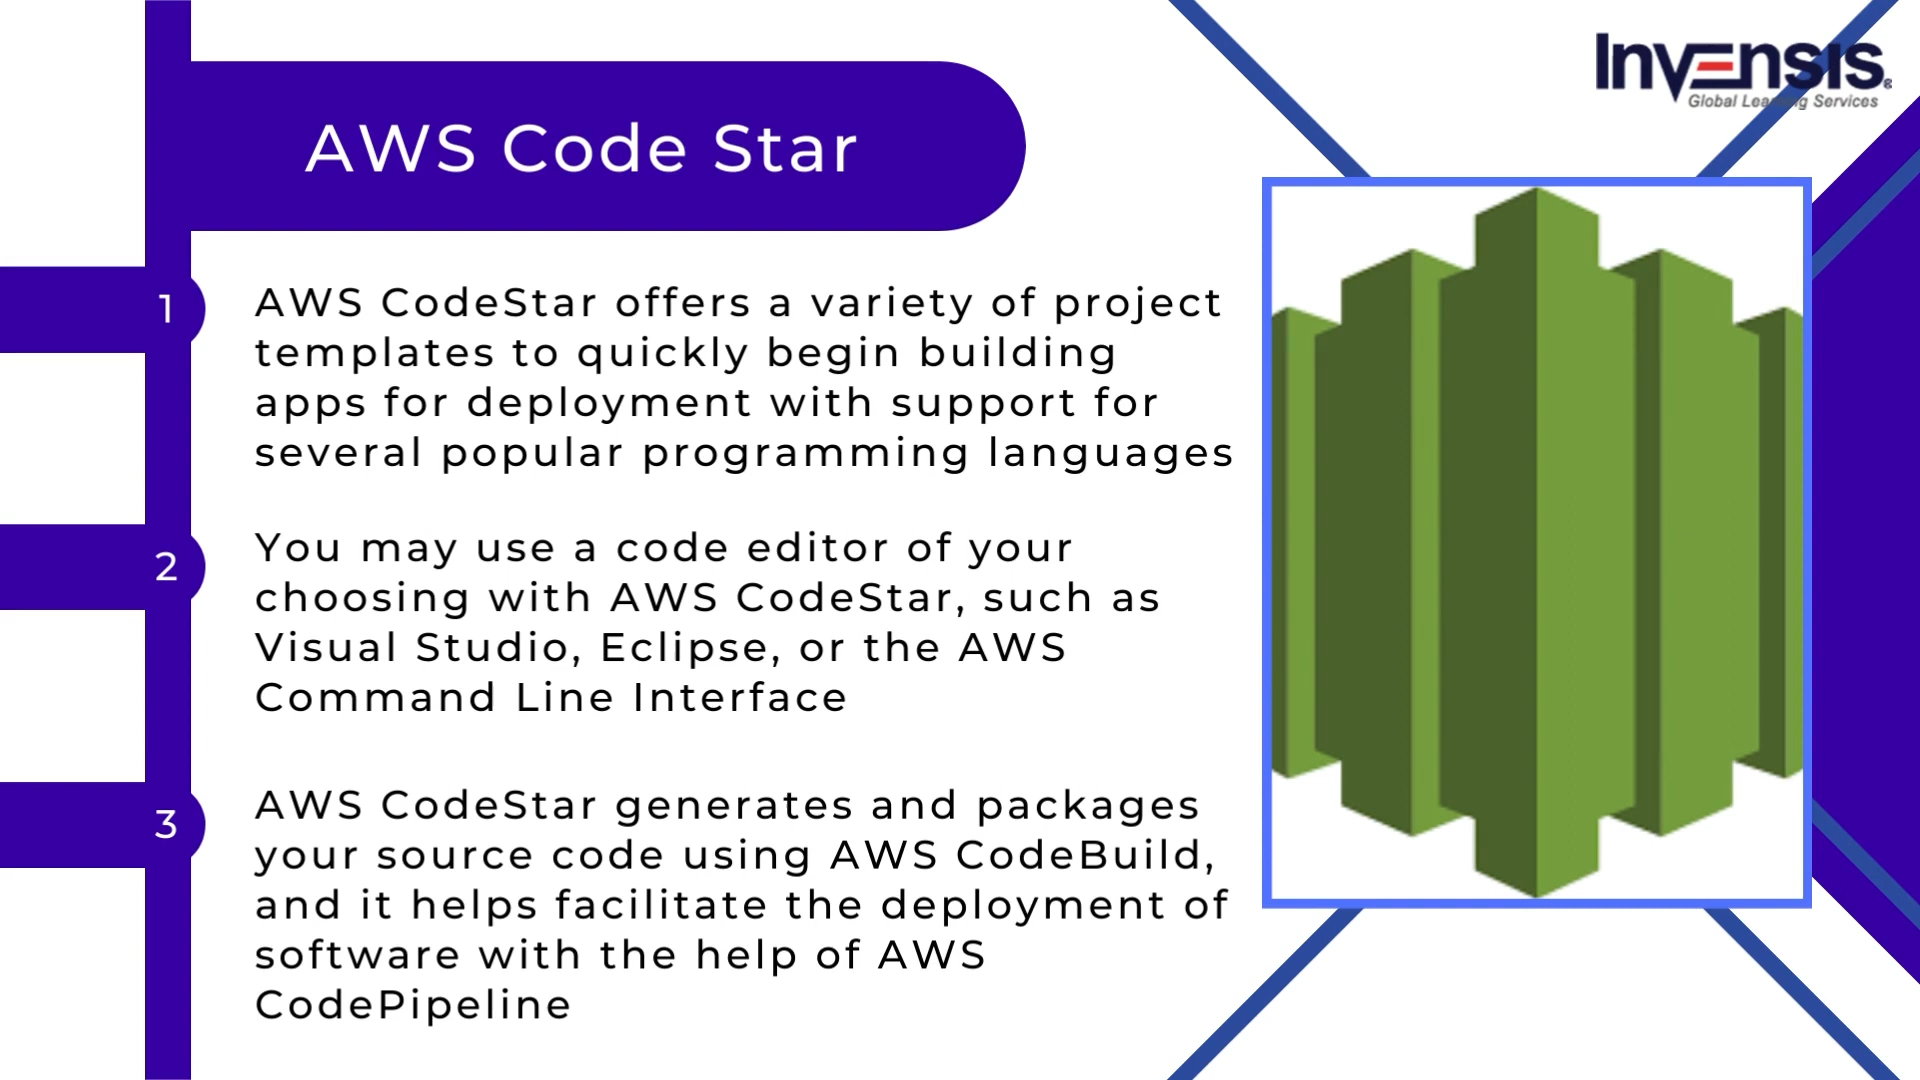 Invensis
Global Learning Services
AWS Code Star
1
AWS CodeStar offers a variety of project
templates to quickly begin building
apps for deployment with support for
several popular programming languages
2
You may use a code editor of your
choosing with AWS CodeStar, such as
Visual Studio, Eclipse, or the AWS
Command Line Interface
3
AWS CodeStar generates and packages
your source code using AWS CodeBuild,
and it helps facilitate the deployment of
software with the help of AWS
CodePipeline